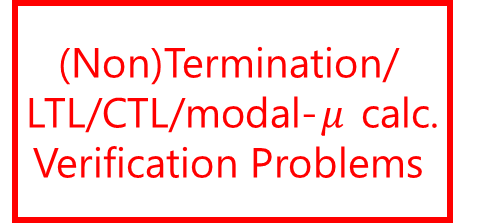 (Non)Termination/
LTL/CTL/modal-μ calc.
Verification Problems